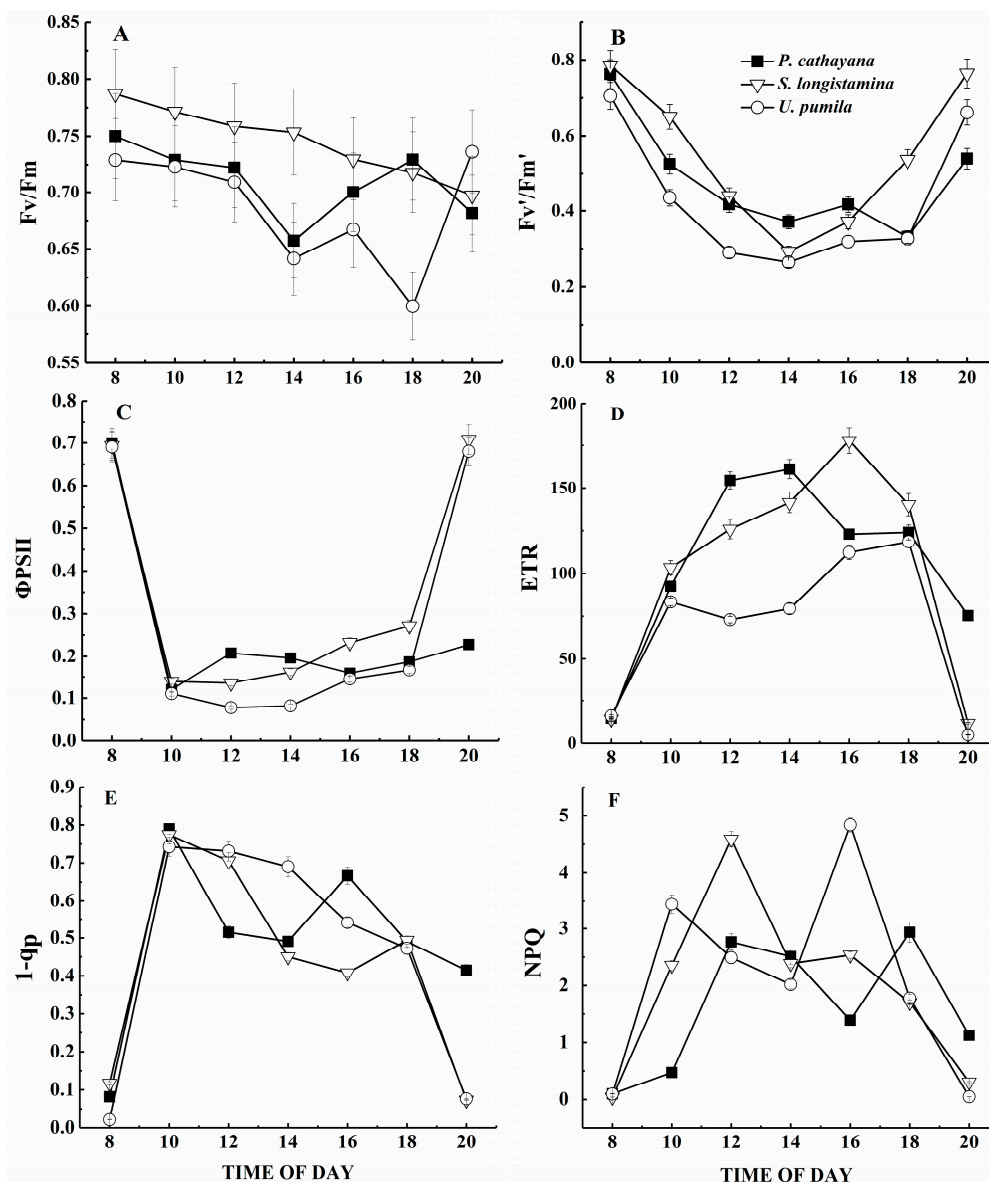 A
0.85
0.80
0.75
0.70
0.65
0.60
0.55
Fv/Fm
8 10 12 14 16 18 20
B
P. cathayana
S. longistamina
U. pumila
0.8
0.6
0.4
0.2
0.0
Fv'/Fm'
8 10 12 14 16 18 20
C
0.8
0.7
0.6
0.5
0.4
0.3
0.2
0.1
0.0
ΦPSII
8 10 12 14 16 18 20
D
200
150
100
50
0
ETR
8 10 12 14 16 18 20
E
0.9
0.8
0.7
0.6
0.5
0.4
0.3
0.2
0.1
0.0
1-qp
8 10 12 14 16 18 20
TIME OF DAY
F
5
4
3
2
1
0
NPQ
8 10 12 14 16 18 20
TIME OF DAY